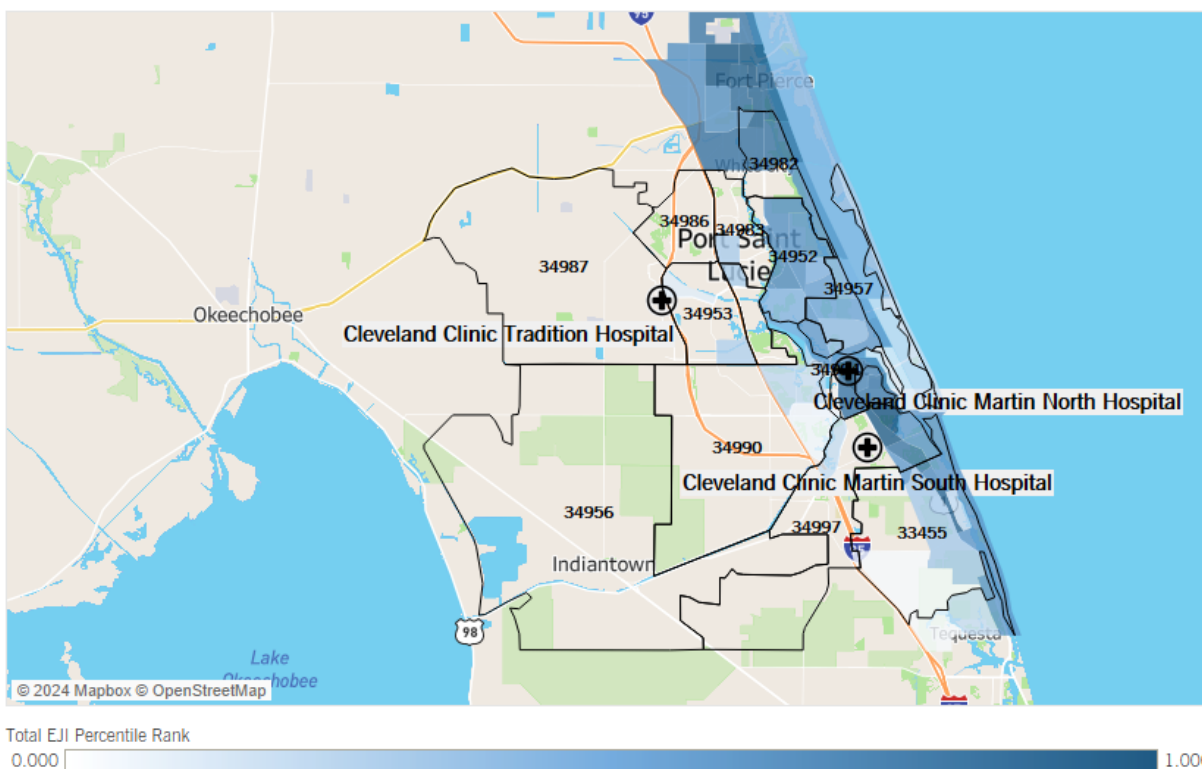 95
Fort Pierce
34982
34986
34983
Port Saint
Lucie
34952
34987
34957
Okeechobee
34953
Cleveland Clinic Tradition Hospital
Cleveland Clinic Martin North Hospital
34990
Cleveland Clinic Martin South Hospital
34956
34997
33455
95
Indiantown
98
Tequesta
Lake
Okeechobee
© 2024 Mapbox © OpenStreetMap
Total EJI Percentile Rank
0.000